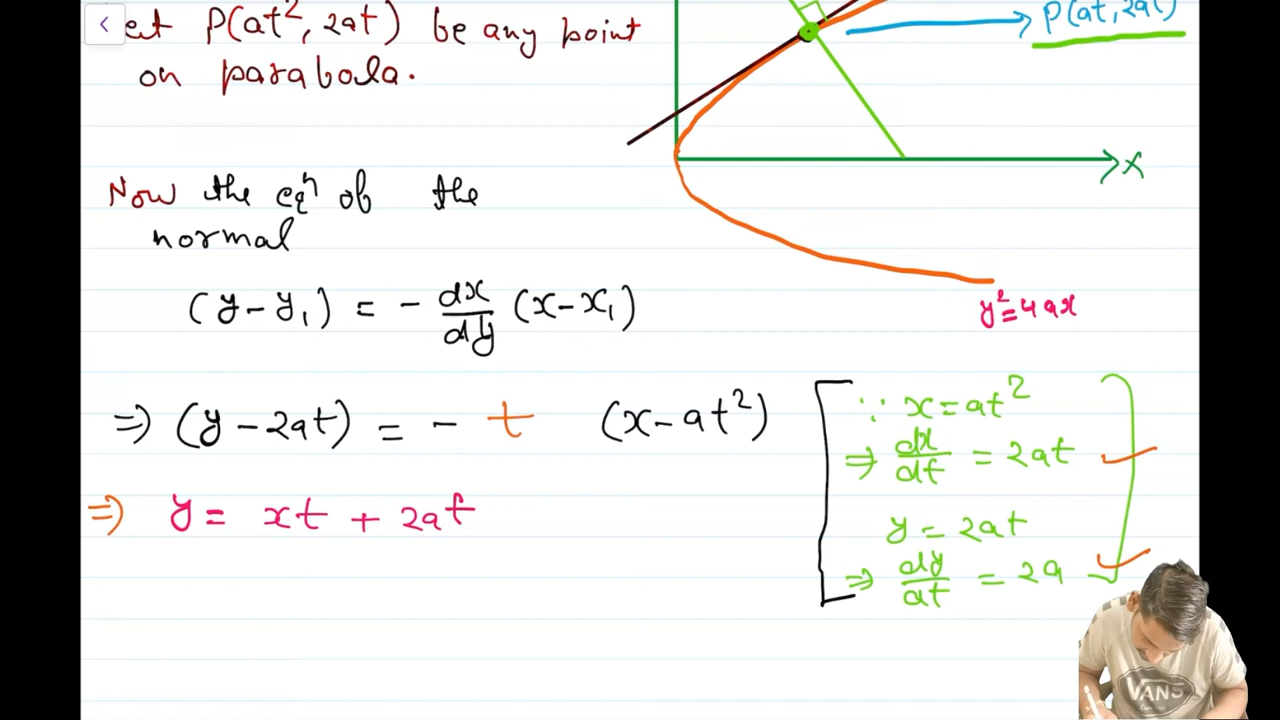 Let P(at², 2at) be any point
on parabola.
P(at, 2at)
X
Now the eqⁿ of the
normal
(y-y₁) = - dx/dy (x-x₁)
y²=4ax
⇒ (y-2at) = - t (x-at²)
∵ x=at²
⇒ dx/dt = 2at
⇒ y = xt + 2at
y = 2at
⇒ dy/dt = 2a
VANS